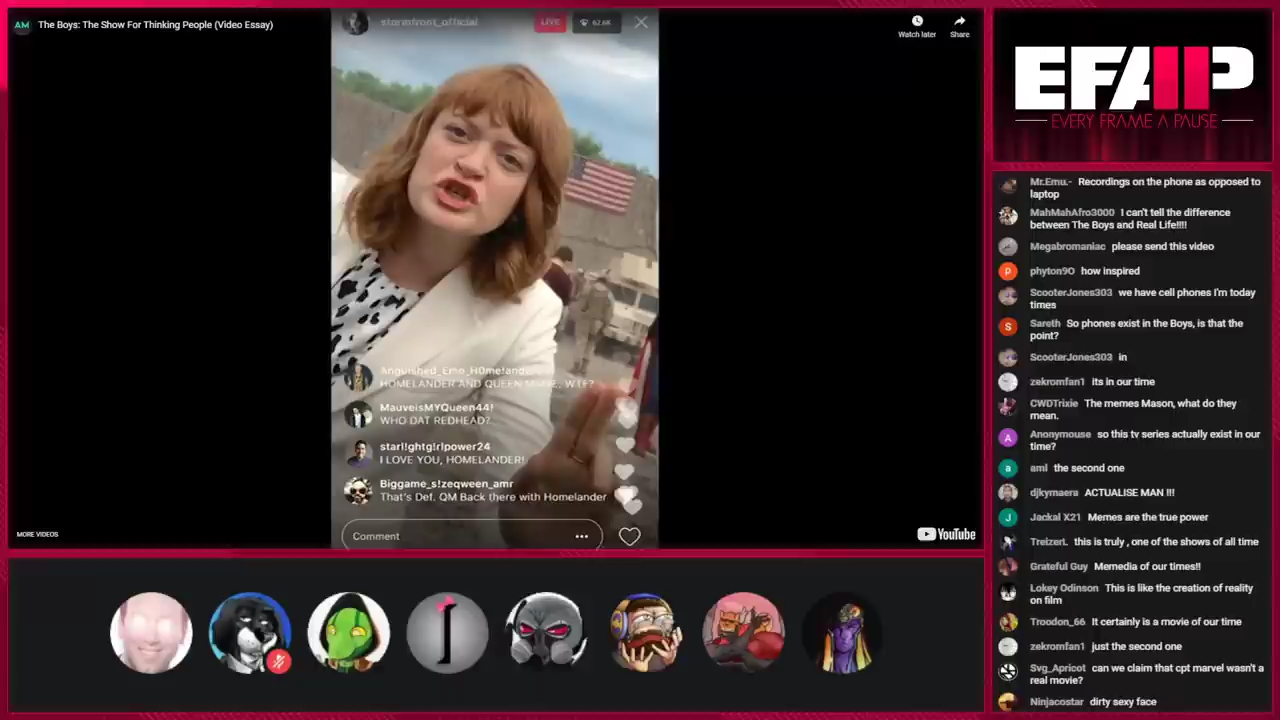 AM
The Boys: The Show For Thinking People (Video Essay)
stormfront_official
LIVE
62.6K
Watch later
Share
HOMELANDER AND QUEEN MAEVE, WTF?
MauveisMYQueen44!
WHO DAT REDHEAD?
starl!ghtg!rlpower24
I LOVE YOU, HOMELANDER!
Biggame_s!zeqween_amr
That's Def. QM Back there with Homelander
Comment
MORE VIDEOS
YouTube
EFAP
EVERY FRAME A PAUSE
Mr.Emu.- Recordings on the phone as opposed to
laptop
MahMahAfro3000 I can't tell the difference
between The Boys and Real Life!!!!
Megabromaniac please send this video
P
phyton90 how inspired
ScooterJones303 we have cell phones I'm today
times
S
Sareth So phones exist in the Boys, is that the
point?
ScooterJones303 in
zekromfan1 its in our time
CWDTrixie The memes Mason, what do they
mean.
A
Anonymouse so this tv series actually exist in our
time?
a
aml the second one
djkymaera ACTUALISE MAN !!!
J
Jackal X21 Memes are the true power
TreizerL this is truly , one of the shows of all time
Grateful Guy Memedia of our times!!
Lokey Odinson This is like the creation of reality
on film
Troodon_66 It certainly is a movie of our time
zekromfan1 just the second one
Svg_Apricot can we claim that cpt marvel wasn't a
real movie?
Ninjacostar dirty sexy face